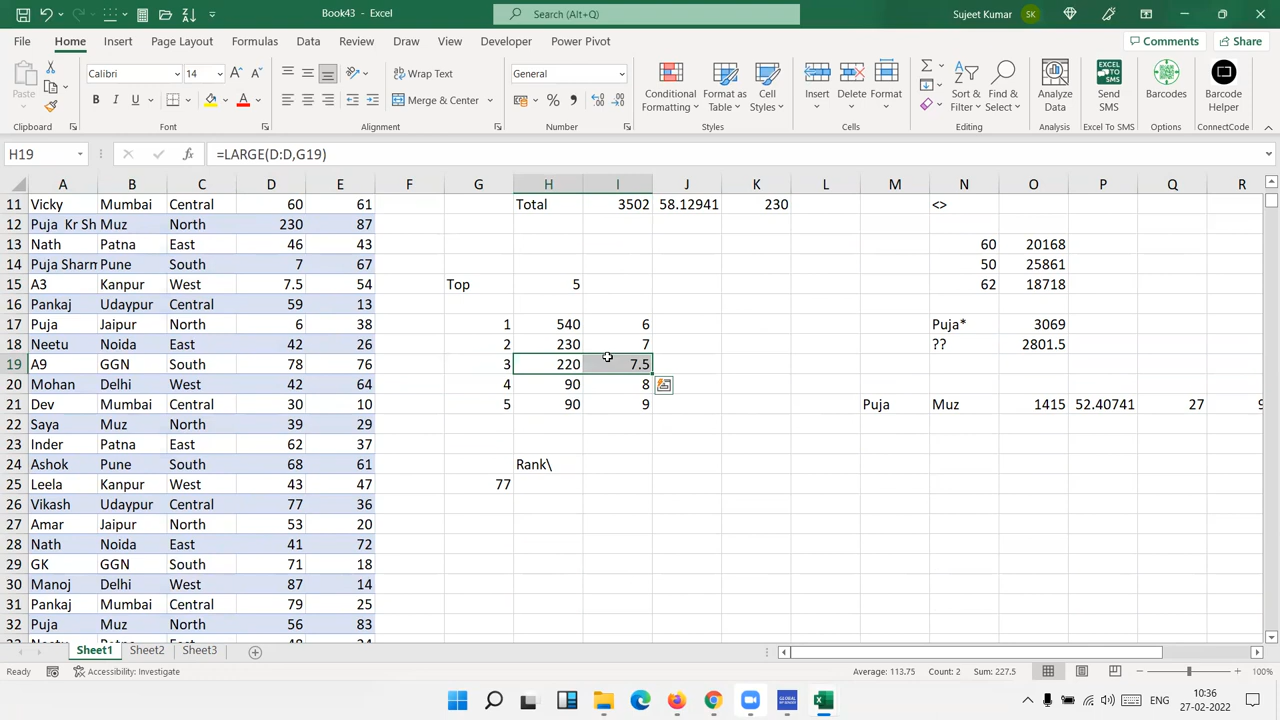 Book43 - Excel
Search (Alt+Q)
Sujeet Kumar
SK
File Home Insert Page Layout Formulas Data Review View Draw Developer Power Pivot Comments Share
Paste
Calibri 14
Wrap Text
General
B I U
A
Merge & Center
Conditional Formatting
Format as Table
Cell Styles
Insert
Delete
Format
Sort & Filter
Find & Select
Analyze Data
Send SMS
Barcodes
Barcode Helper
Clipboard Font Alignment Number Styles Cells Editing Analysis Excel To SMS Options ConnectCode
H19 fx =LARGE(D:D,G19)
A B C D E F G H I J K L M N O P Q R
11 Vicky Mumbai Central 60 61 Total 3502 58.12941 230 <>
12 Puja Kr Sh Muz North 230 87
13 Nath Patna East 46 43 60 20168
14 Puja Sharm Pune South 7 67 50 25861
15 A3 Kanpur West 7.5 54 Top 5 62 18718
16 Pankaj Udaypur Central 59 13
17 Puja Jaipur North 6 38 1 540 6 Puja* 3069
18 Neetu Noida East 42 26 2 230 7 ?? 2801.5
19 A9 GGN South 78 76 3 220 7.5
20 Mohan Delhi West 42 64 4 90 8
21 Dev Mumbai Central 30 10 5 90 9 Puja Muz 1415 52.40741 27 9
22 Saya Muz North 39 29
23 Inder Patna East 62 37
24 Ashok Pune South 68 61 Rank\
25 Leela Kanpur West 43 47 77
26 Vikash Udaypur Central 77 36
27 Amar Jaipur North 53 20
28 Nath Noida East 41 72
29 GK GGN South 71 18
30 Manoj Delhi West 87 14
31 Pankaj Mumbai Central 79 25
32 Puja Muz North 56 83
Sheet1 Sheet2 Sheet3
Ready Accessibility: Investigate Average: 113.75 Count: 2 Sum: 227.5 100%
ENG
10:36
27-02-2022